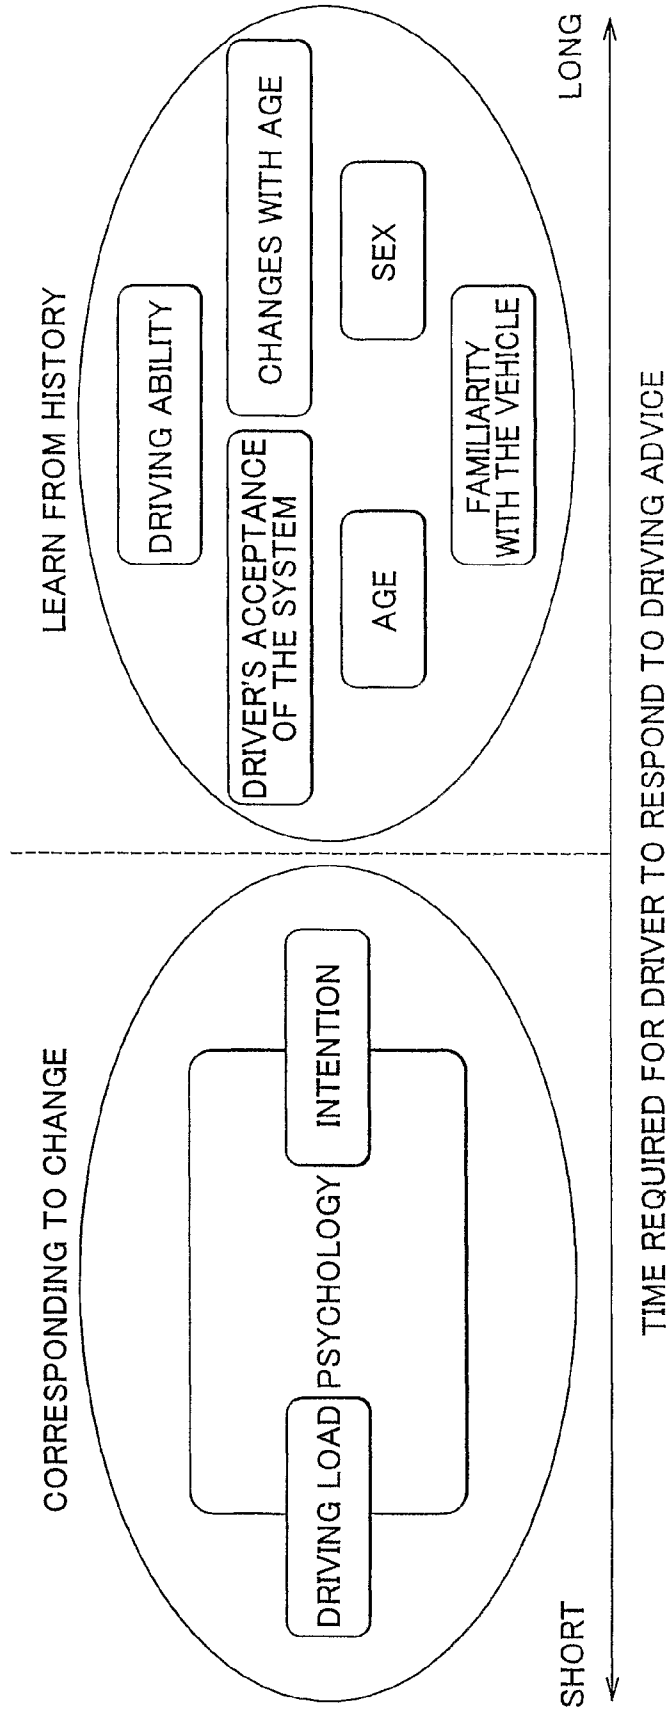 CORRESPONDING TO CHANGE
DRIVING LOAD
PSYCHOLOGY
INTENTION
LEARN FROM HISTORY
DRIVING ABILITY
DRIVER'S ACCEPTANCE
OF THE SYSTEM
CHANGES WITH AGE
AGE
SEX
FAMILIARITY
WITH THE VEHICLE
SHORT
LONG
TIME REQUIRED FOR DRIVER TO RESPOND TO DRIVING ADVICE